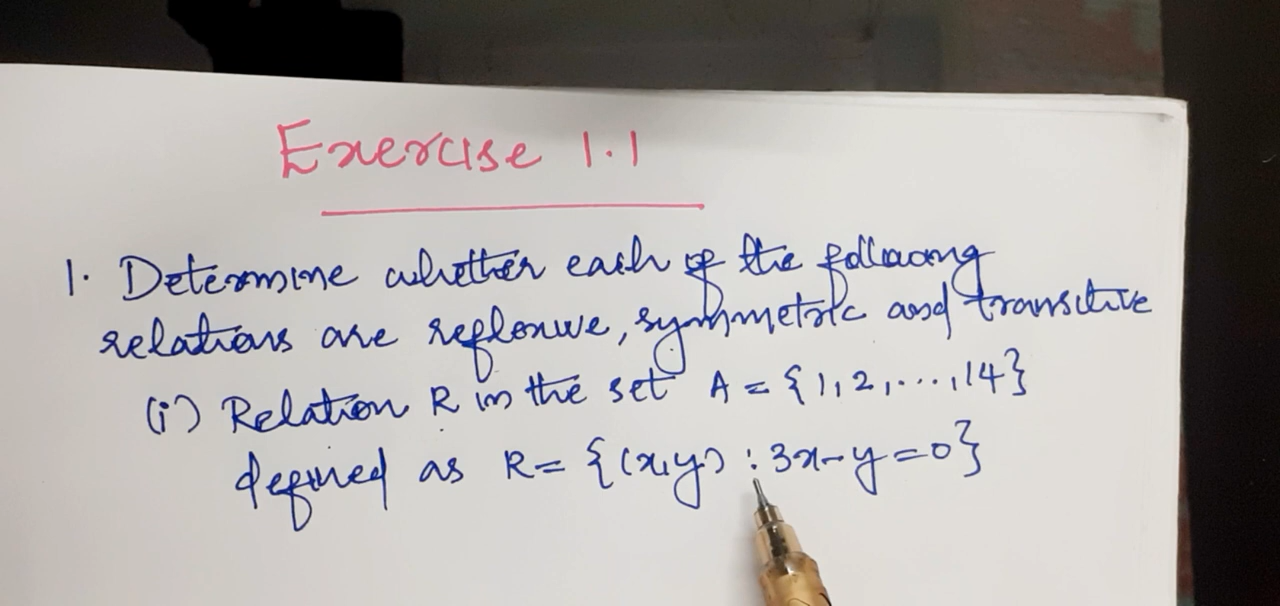 Exercise 1.1
1. Determine whether each of the following
relations are reflexive, symmetric and transitive
(i) Relation R in the set A = {1, 2, ..., 14}
defined as R = {(x, y) : 3x - y = 0}